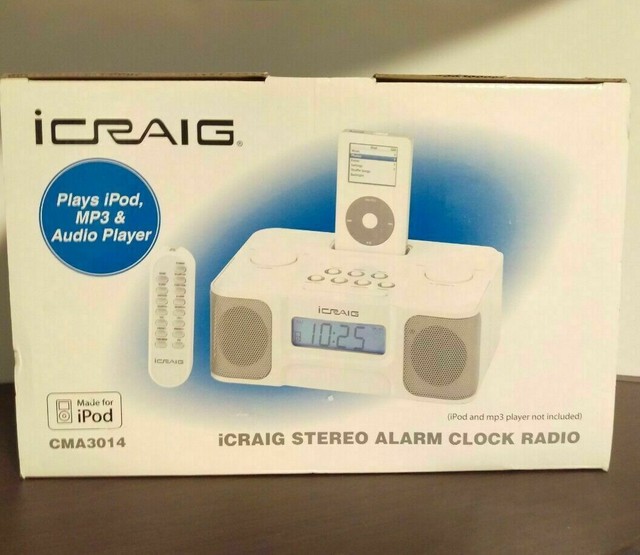 iCRAIG®
Plays iPod,
MP3 &
Audio Player
iCRAIG
10:25
iCRAIG
Made for
iPod
(iPod and mp3 player not included)
CMA3014
iCRAIG STEREO ALARM CLOCK RADIO